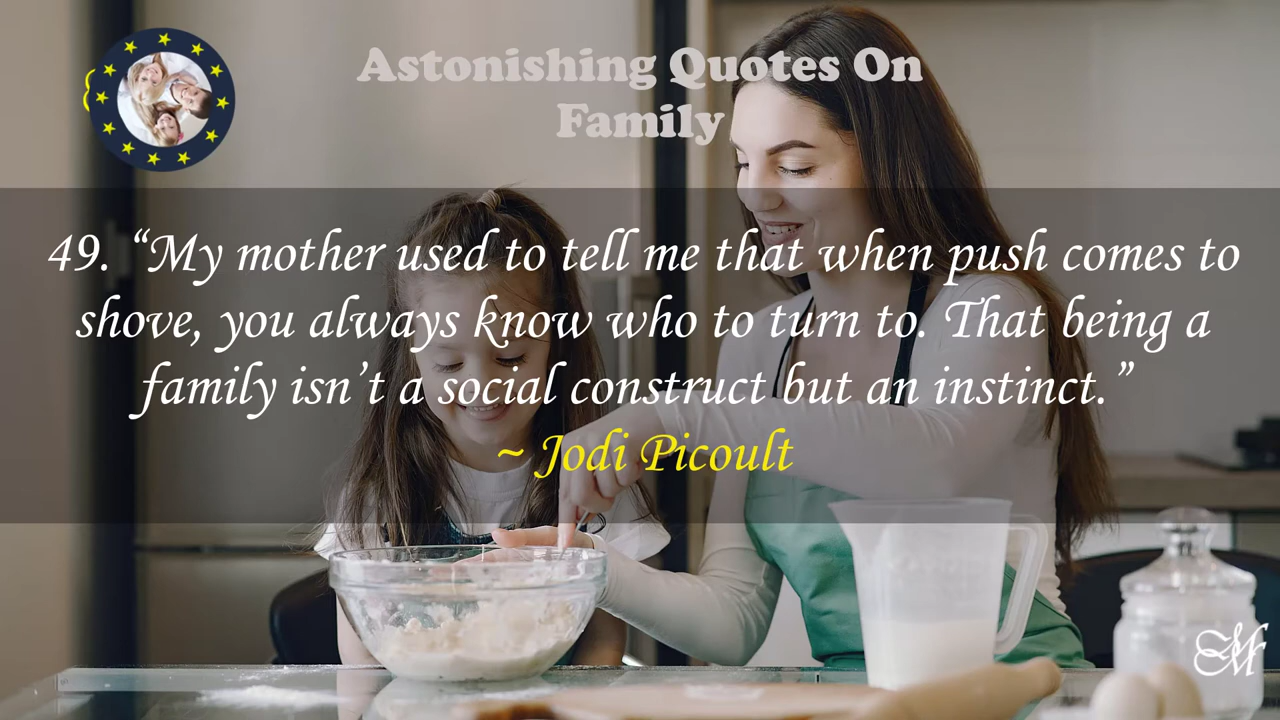 Astonishing Quotes On
Family
49. “My mother used to tell me that when push comes to
shove, you always know who to turn to. That being a
family isn’t a social construct but an instinct.”
~ Jodi Picoult